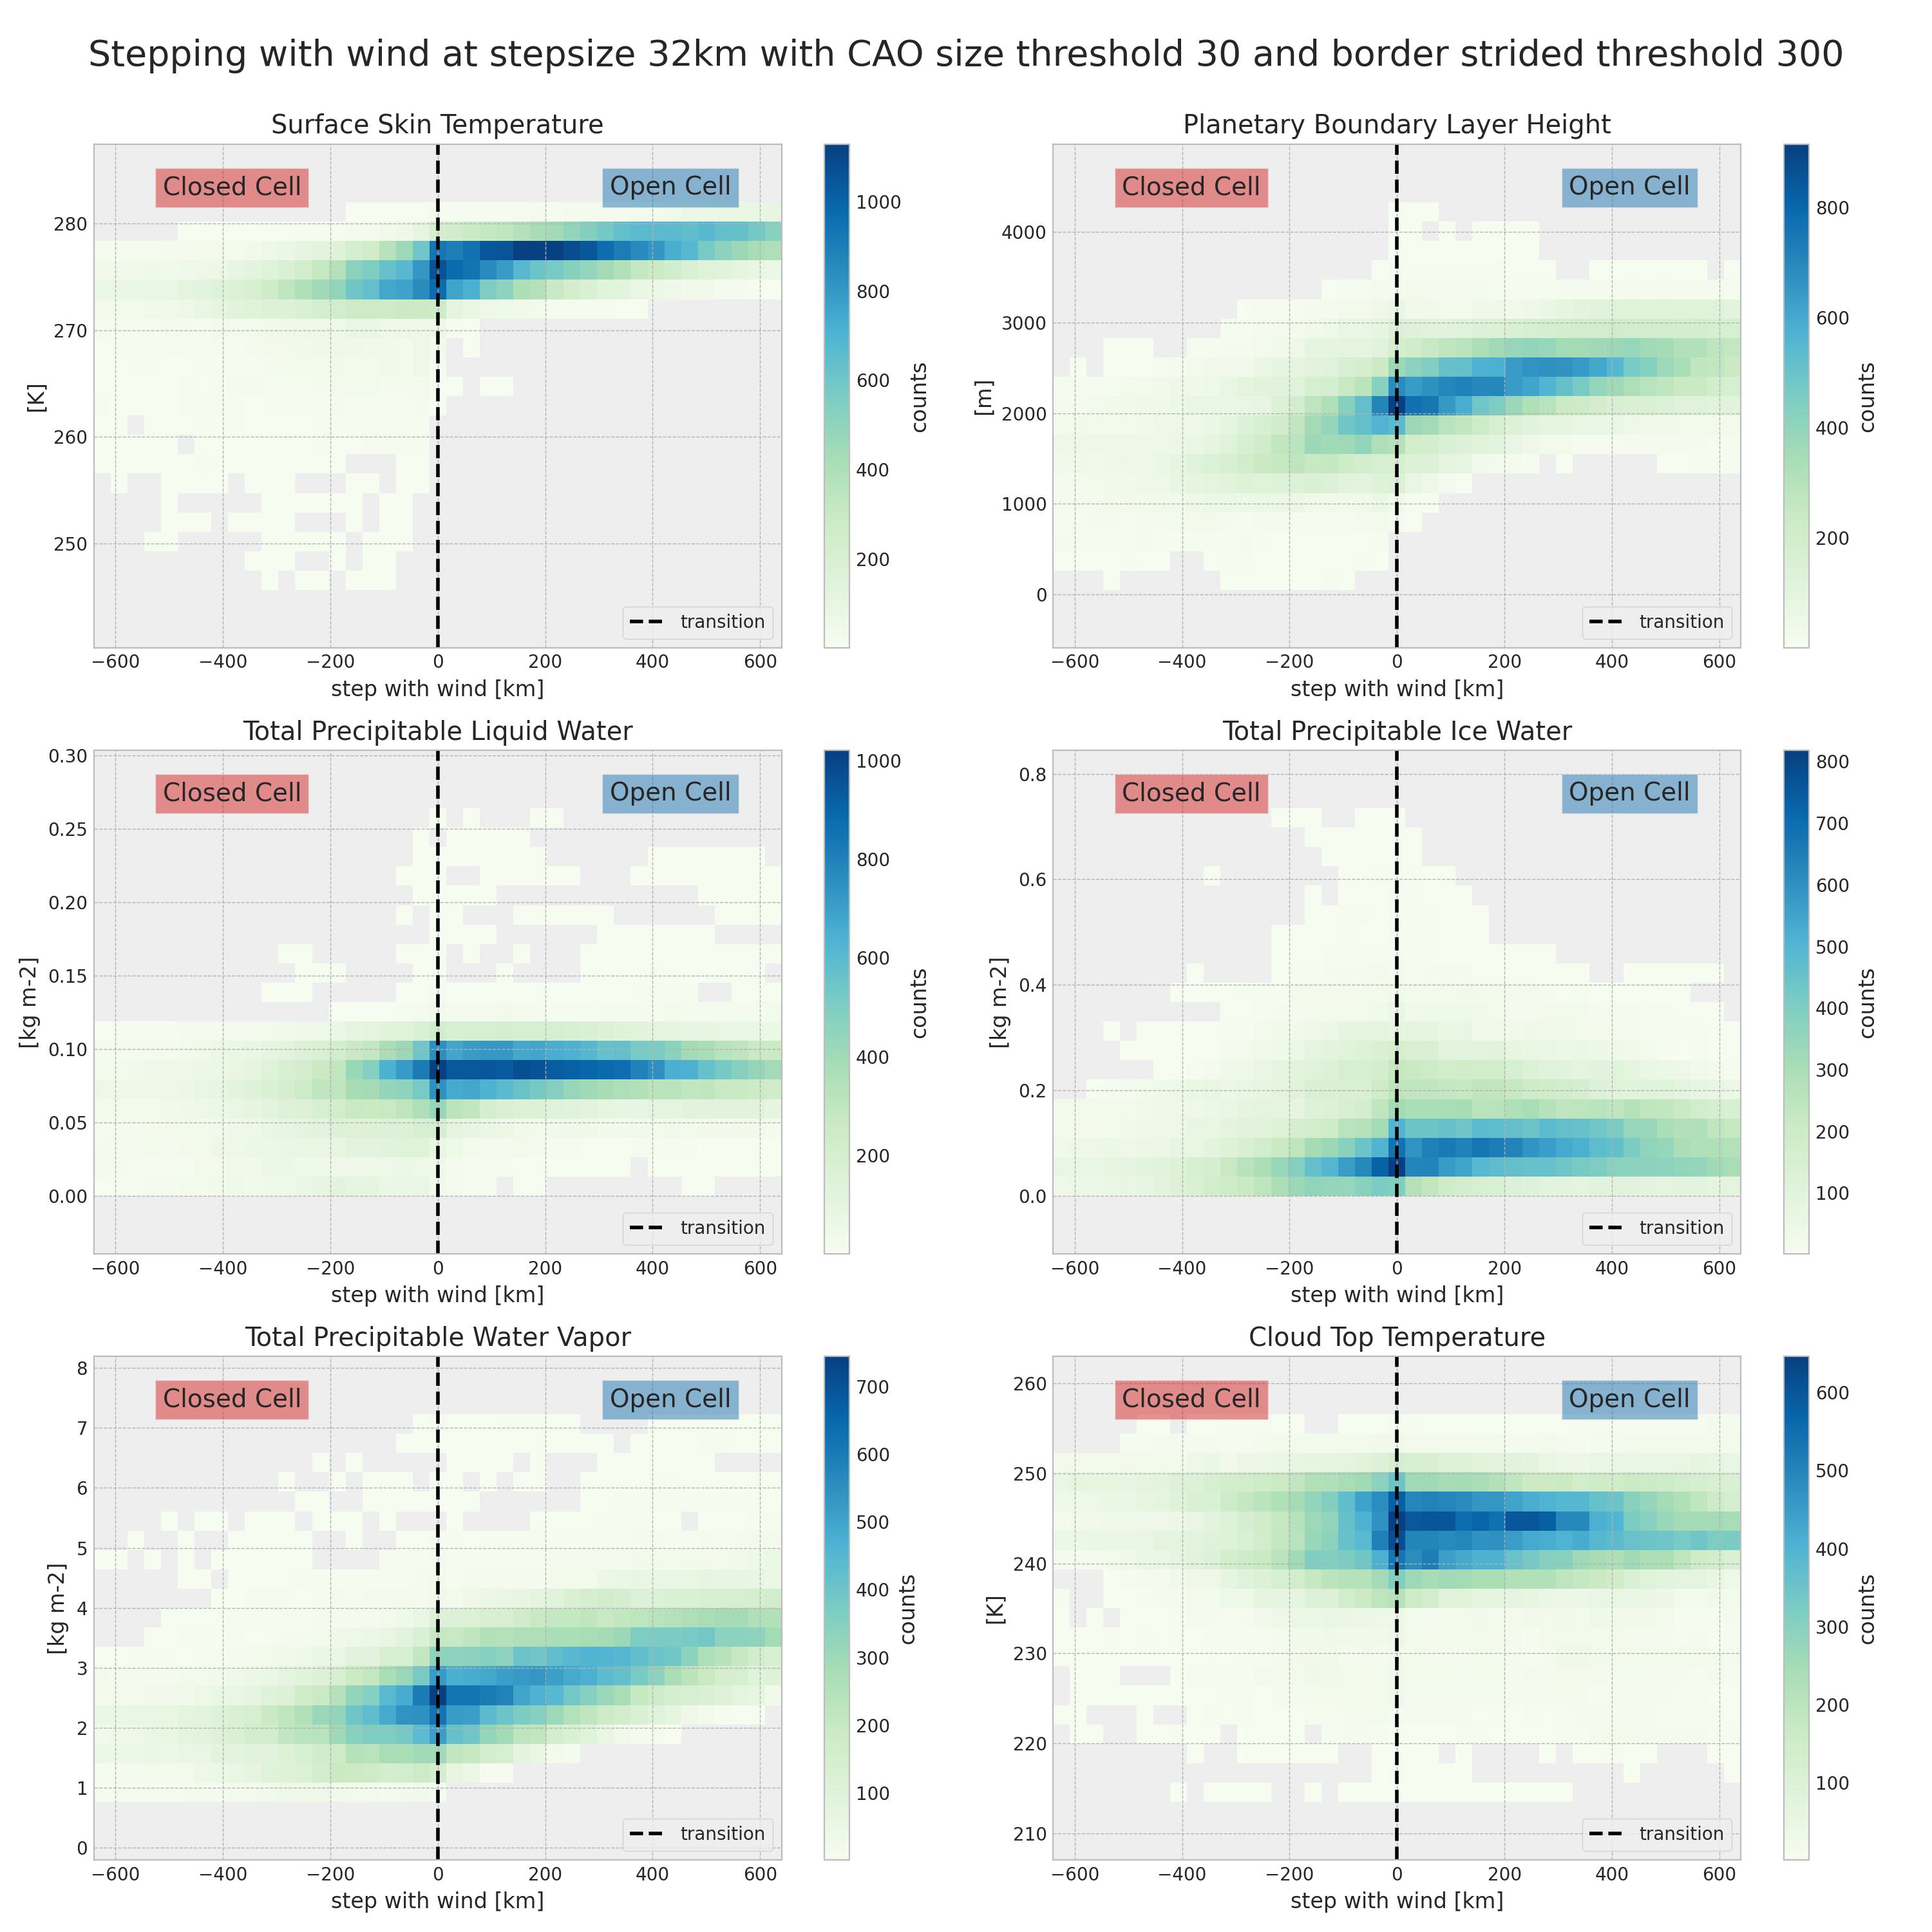 Stepping with wind at stepsize 32km with CAO size threshold 30 and border strided threshold 300
Surface Skin Temperature
Closed Cell
Open Cell
280
270
260
250
[K]
transition
−600 −400 −200 0 200 400 600
step with wind [km]
1000
800
600
400
200
counts
Planetary Boundary Layer Height
Closed Cell
Open Cell
4000
3000
2000
1000
0
[m]
transition
−600 −400 −200 0 200 400 600
step with wind [km]
800
600
400
200
counts
Total Precipitable Liquid Water
Closed Cell
Open Cell
0.30
0.25
0.20
0.15
0.10
0.05
0.00
[kg m-2]
transition
−600 −400 −200 0 200 400 600
step with wind [km]
1000
800
600
400
200
counts
Total Precipitable Ice Water
Closed Cell
Open Cell
0.8
0.6
0.4
0.2
0.0
[kg m-2]
transition
−600 −400 −200 0 200 400 600
step with wind [km]
800
700
600
500
400
300
200
100
counts
Total Precipitable Water Vapor
Closed Cell
Open Cell
8
7
6
5
4
3
2
1
0
[kg m-2]
transition
−600 −400 −200 0 200 400 600
step with wind [km]
700
600
500
400
300
200
100
counts
Cloud Top Temperature
Closed Cell
Open Cell
260
250
240
230
220
210
[K]
transition
−600 −400 −200 0 200 400 600
step with wind [km]
600
500
400
300
200
100
counts